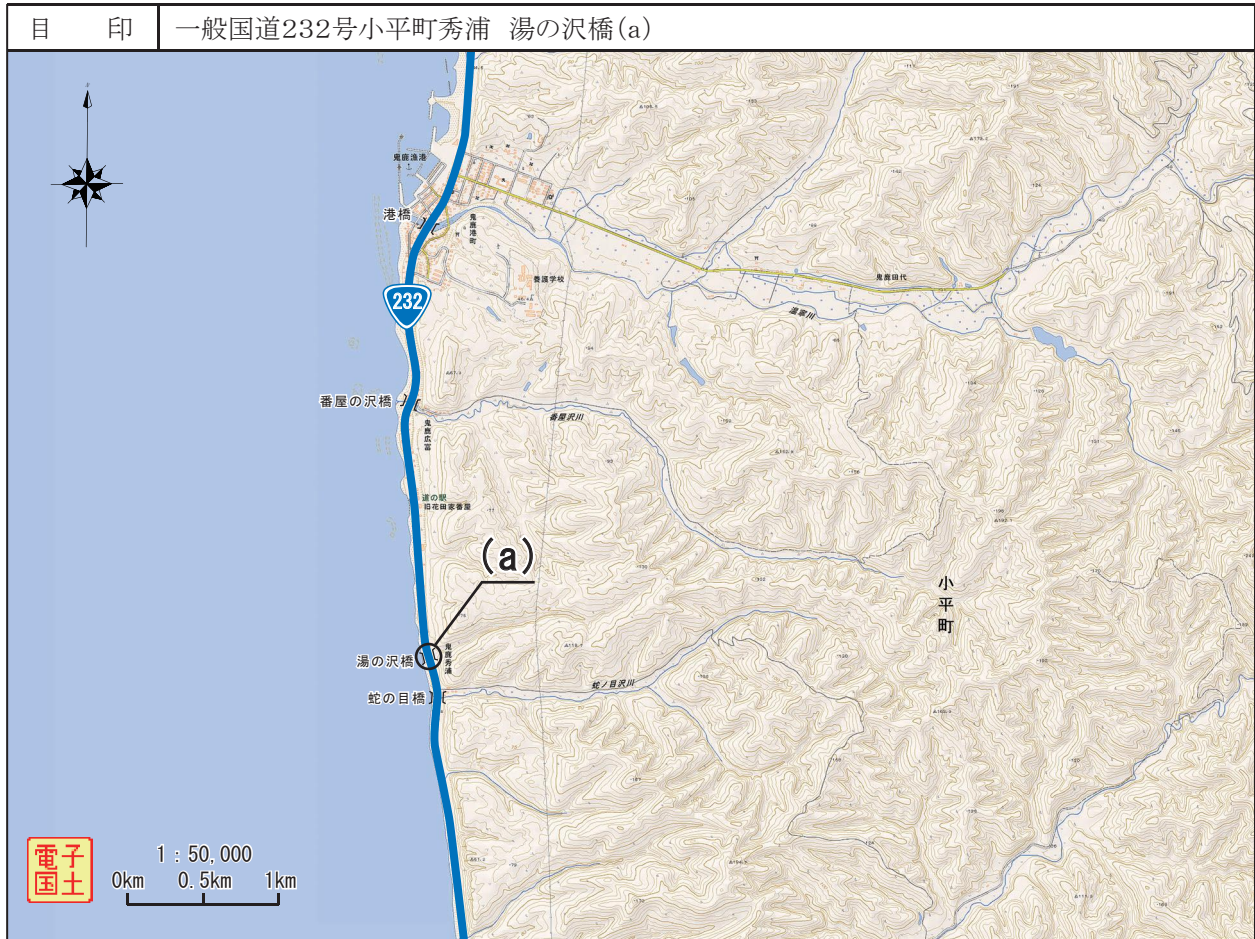 目 印 一般国道232号小平町秀浦 湯の沢橋(a)
鬼鹿漁港
港橋
鬼鹿港町
養護学校
鬼鹿田代
温寧川
232
番屋の沢橋
番屋沢川
鬼鹿広富
道の駅
旧花田家番屋
(a)
小平町
湯の沢橋
鬼鹿秀浦
蛇の目橋
蛇ノ目沢川
電子国土
1：50,000
0km 0.5km 1km